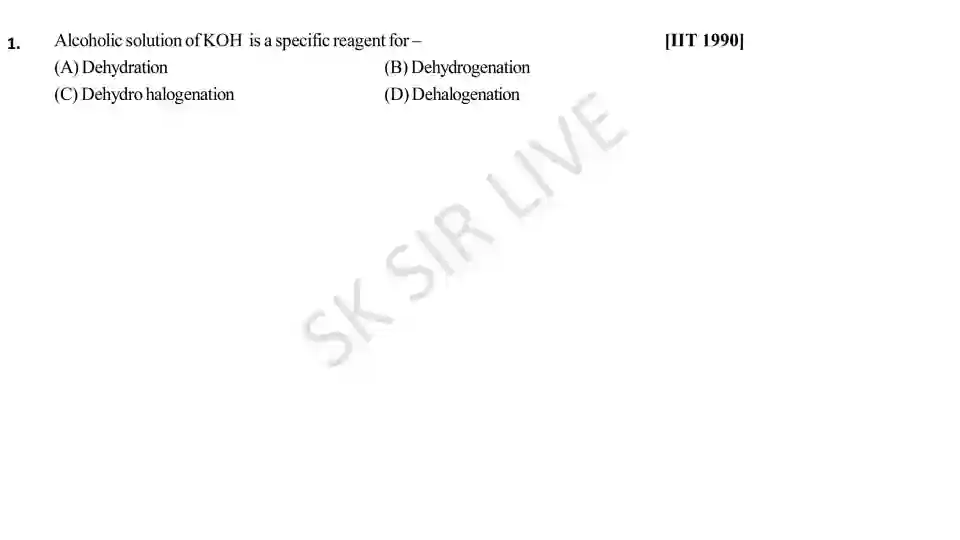 1. Alcoholic solution of KOH is a specific reagent for – [IIT 1990]
(A) Dehydration (B) Dehydrogenation
(C) Dehydro halogenation (D) Dehalogenation
SK SIR LIVE